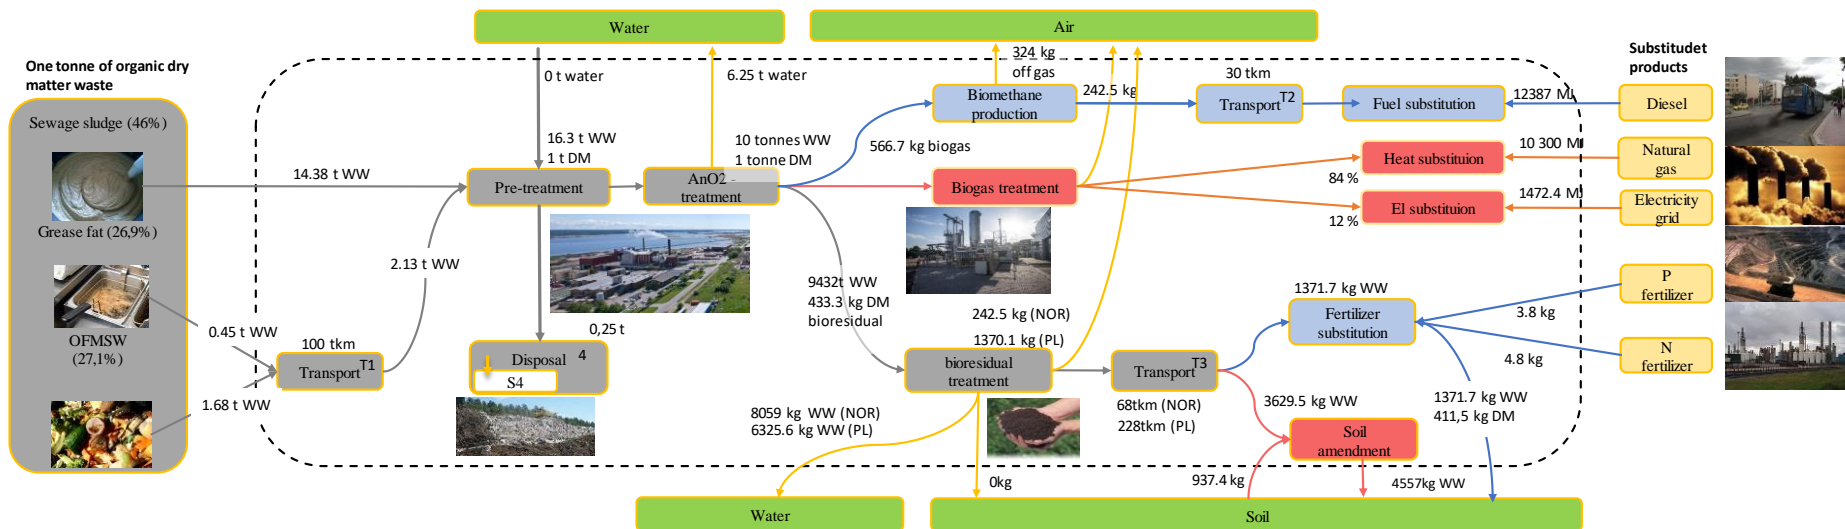 Water
Air
One tonne of organic dry
matter waste
Sewage sludge (46%)
Grease fat (26,9%)
OFMSW
(27,1%)
14.38 t WW
2.13 t WW
0.45 t WW
1.68 t WW
100 tkm
Transport T1
0 t water
6.25 t water
16.3 t WW
1 t DM
Pre-treatment
AnO2 -
treatment
10 tonnes WW
1 tonne DM
0,25 t
Disposal 4
S4
324 kg
off gas
Biomethane
production
242.5 kg
566.7 kg biogas
Biogas treatment
30 tkm
Transport T2
Fuel substitution
12387 MJ
Heat substituion
10 300 MJ
84 %
El substituion
1472.4 MJ
12 %
Substitudet
products
Diesel
Natural
gas
Electricity
grid
P
fertilizer
N
fertilizer
9432t WW
433.3 kg DM
bioresidual
242.5 kg (NOR)
1370.1 kg (PL)
bioresidual
treatment
Transport T3
68tkm (NOR)
228tkm (PL)
1371.7 kg WW
Fertilizer
substitution
3.8 kg
4.8 kg
1371.7 kg WW
411,5 kg DM
3629.5 kg WW
Soil
amendment
8059 kg WW (NOR)
6325.6 kg WW (PL)
0kg
937.4 kg
4557kg WW
Water
Soil